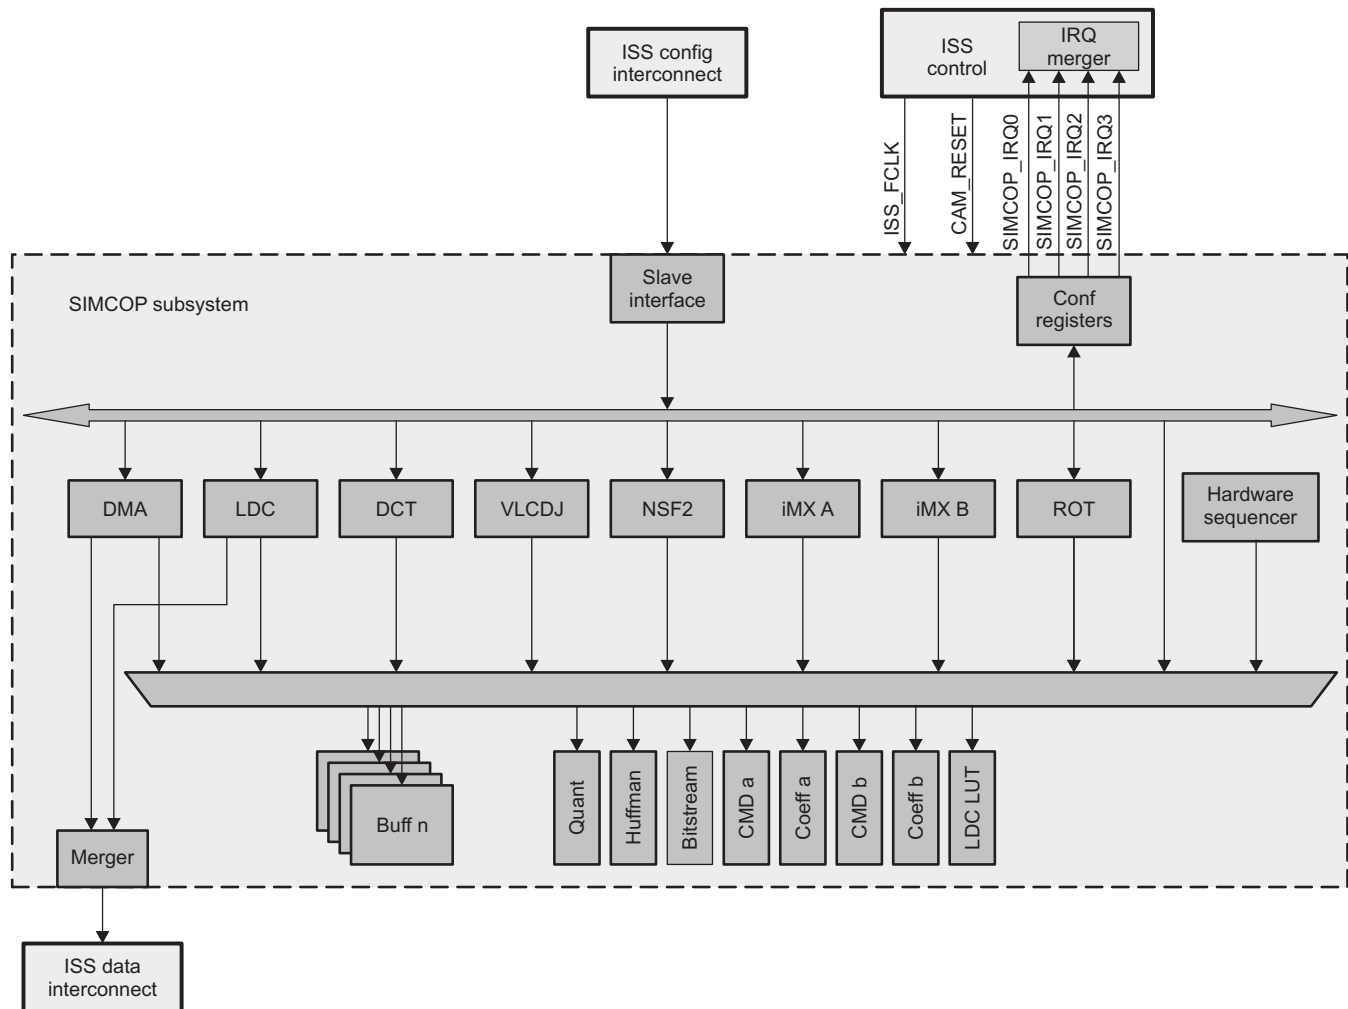 ISS config
interconnect
ISS
control
IRQ
merger
ISS_FCLK
CAM_RESET
SIMCOP_IRQ0
SIMCOP_IRQ1
SIMCOP_IRQ2
SIMCOP_IRQ3
SIMCOP subsystem
Slave
interface
Conf
registers
DMA
LDC
DCT
VLCDJ
NSF2
iMX A
iMX B
ROT
Hardware
sequencer
Buff n
Quant
Huffman
Bitstream
CMD a
Coeff a
CMD b
Coeff b
LDC LUT
Merger
ISS data
interconnect